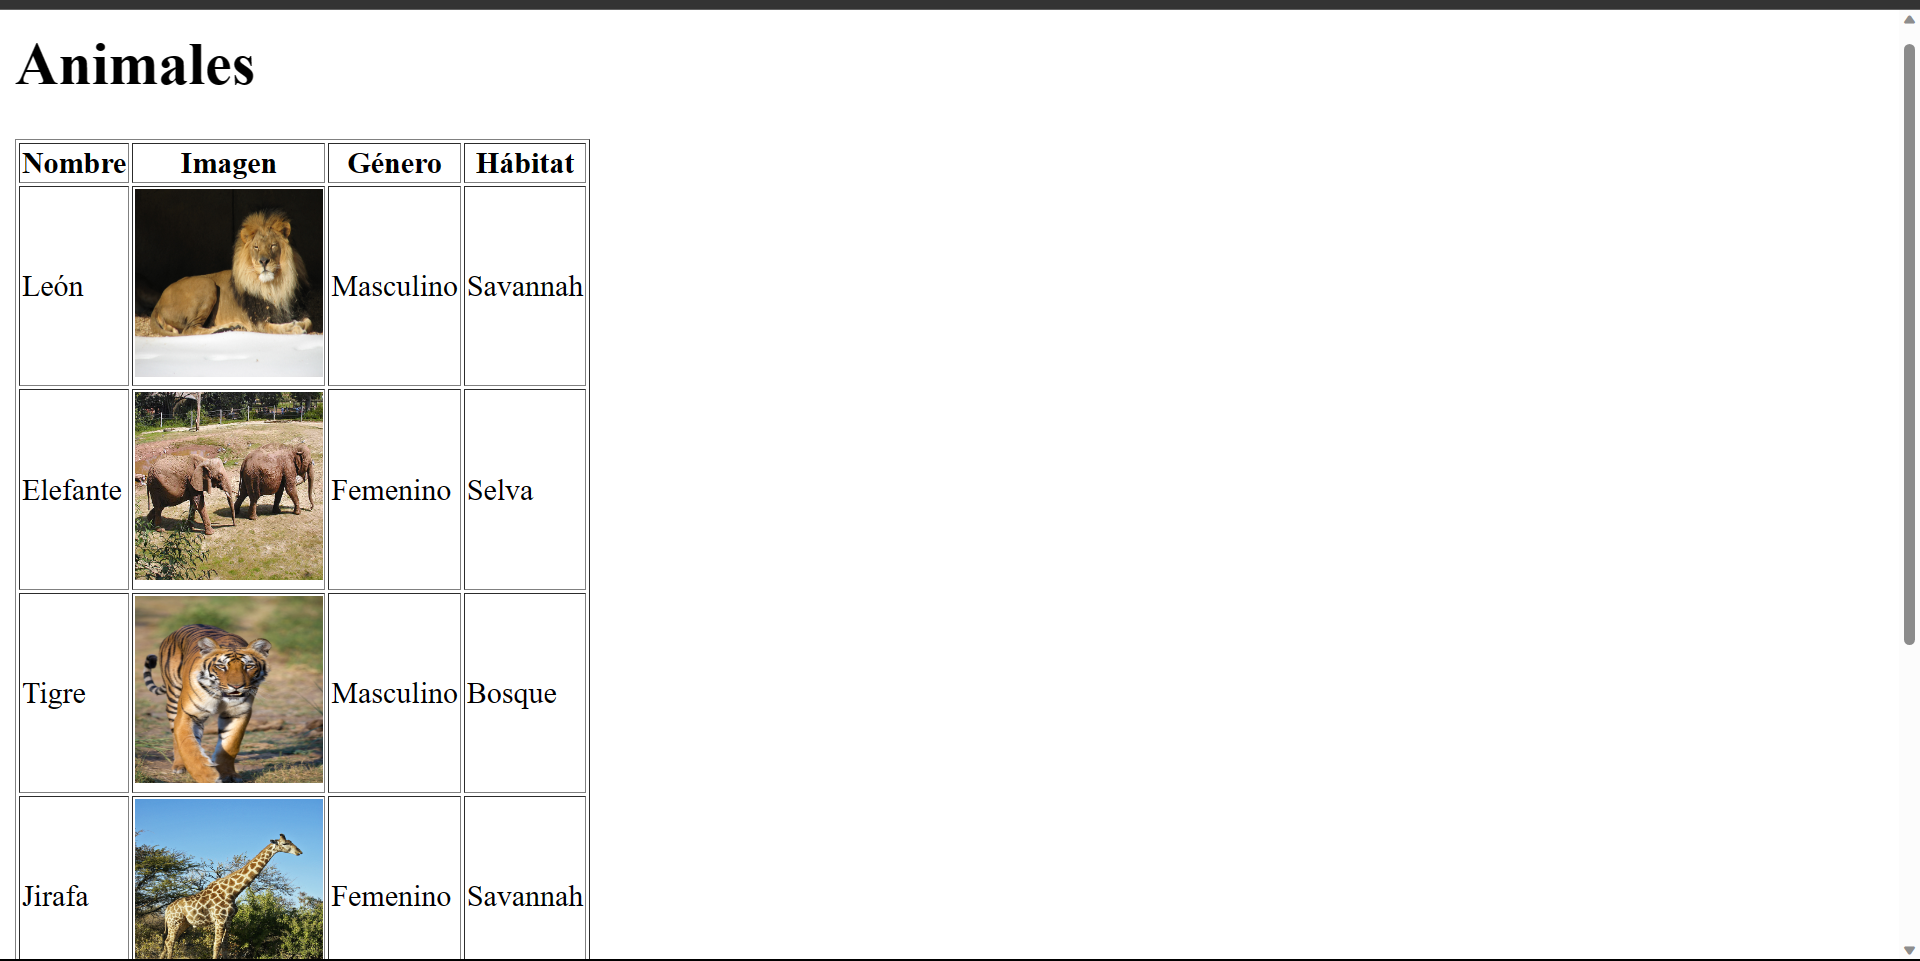 Animales
Nombre Imagen Género Hábitat
León Masculino Savannah
Elefante Femenino Selva
Tigre Masculino Bosque
Jirafa Femenino Savannah